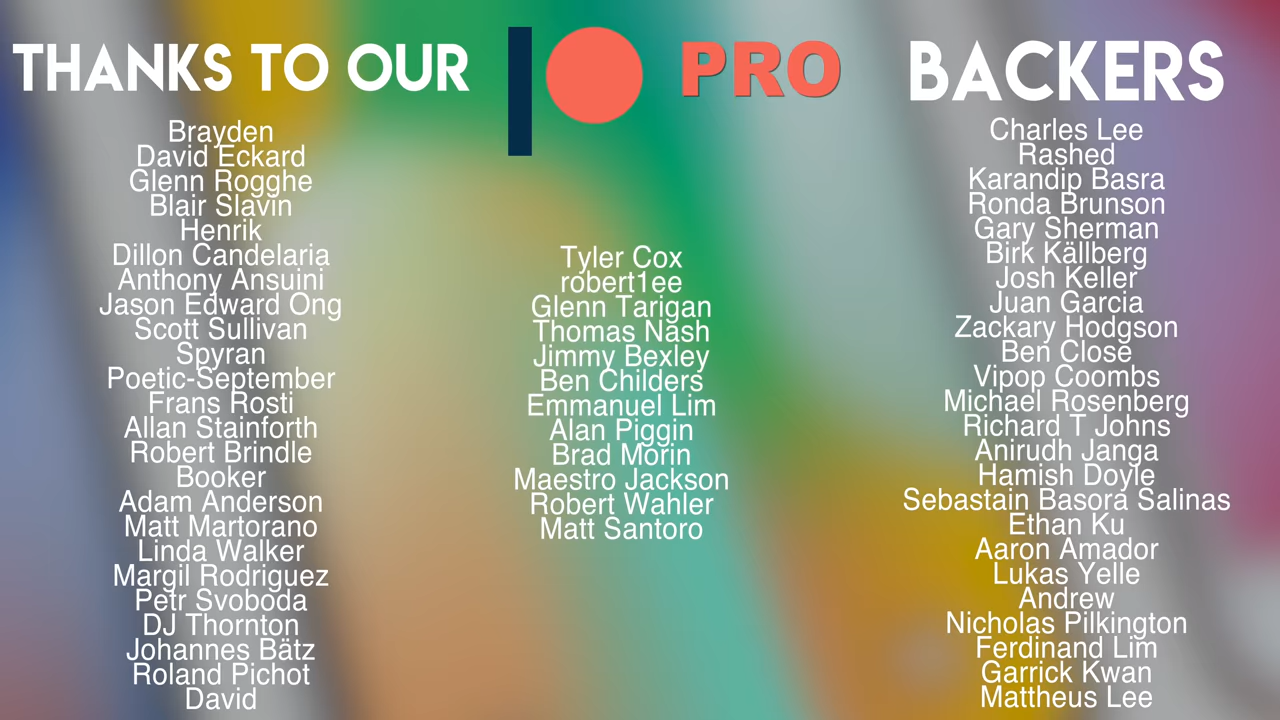 THANKS TO OUR PRO BACKERS
Brayden
David Eckard
Glenn Rogghe
Blair Slavin
Henrik
Dillon Candelaria
Anthony Ansuini
Jason Edward Ong
Scott Sullivan
Spyran
Poetic-September
Frans Rosti
Allan Stainforth
Robert Brindle
Booker
Adam Anderson
Matt Martorano
Linda Walker
Margil Rodriguez
Petr Svoboda
DJ Thornton
Johannes Bätz
Roland Pichot
David
Tyler Cox
robert1ee
Glenn Tarigan
Thomas Nash
Jimmy Bexley
Ben Childers
Emmanuel Lim
Alan Piggin
Brad Morin
Maestro Jackson
Robert Wahler
Matt Santoro
Charles Lee
Rashed
Karandip Basra
Ronda Brunson
Gary Sherman
Birk Källberg
Josh Keller
Juan Garcia
Zackary Hodgson
Ben Close
Vipop Coombs
Michael Rosenberg
Richard T Johns
Anirudh Janga
Hamish Doyle
Sebastain Basora Salinas
Ethan Ku
Aaron Amador
Lukas Yelle
Andrew
Nicholas Pilkington
Ferdinand Lim
Garrick Kwan
Mattheus Lee